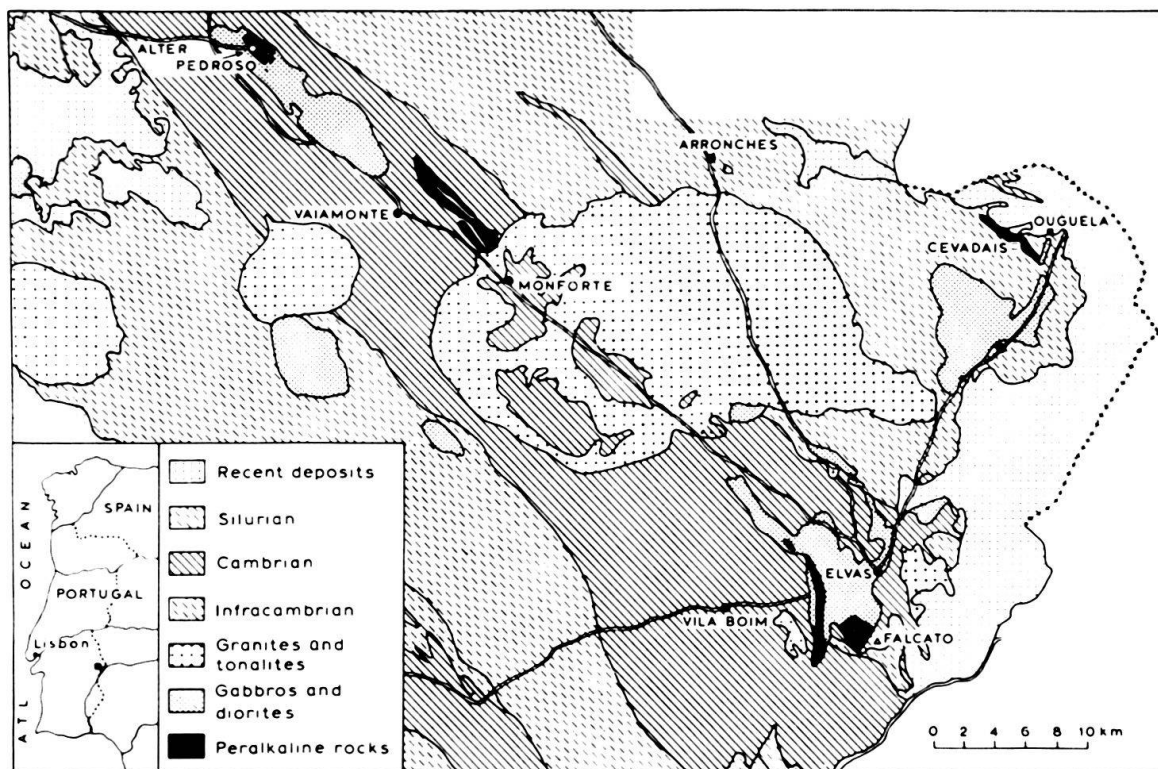 ALTER
PEDROSO
ARRONCHES
VAIAMONTE
OUGUELA
CEVADAIS
MONFORTE
ELVAS
VILA BOIM
FALCATO
0 2 4 6 8 10 km
ATL OCEAN
SPAIN
PORTUGAL
Lisbon
Recent deposits
Silurian
Cambrian
Infracambrian
Granites and
tonalites
Gabbros and
diorites
Peralkaline rocks